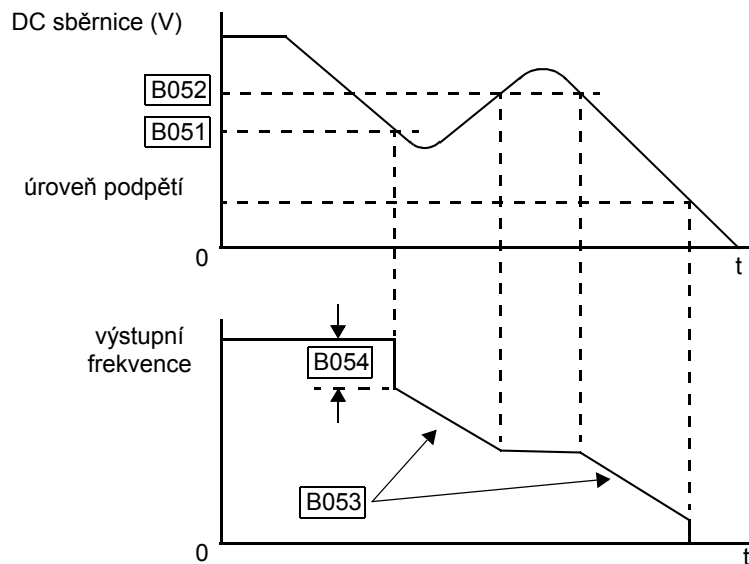 DC sběrnice (V)
B052
B051
úroveň podpětí
0
t
výstupní
frekvence
B054
B053
0
t